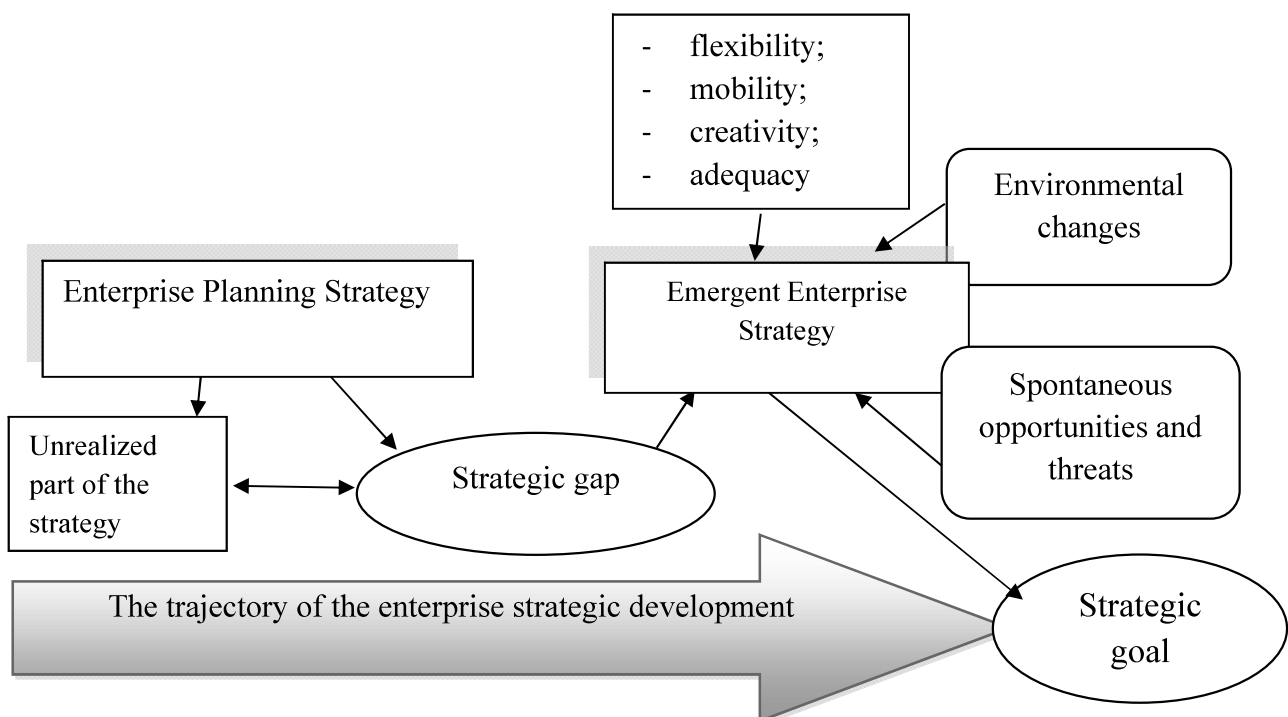 - flexibility;
- mobility;
- creativity;
- adequacy
Environmental
changes
Enterprise Planning Strategy
Emergent Enterprise
Strategy
Spontaneous
opportunities and
threats
Unrealized
part of the
strategy
Strategic gap
The trajectory of the enterprise strategic development
Strategic
goal